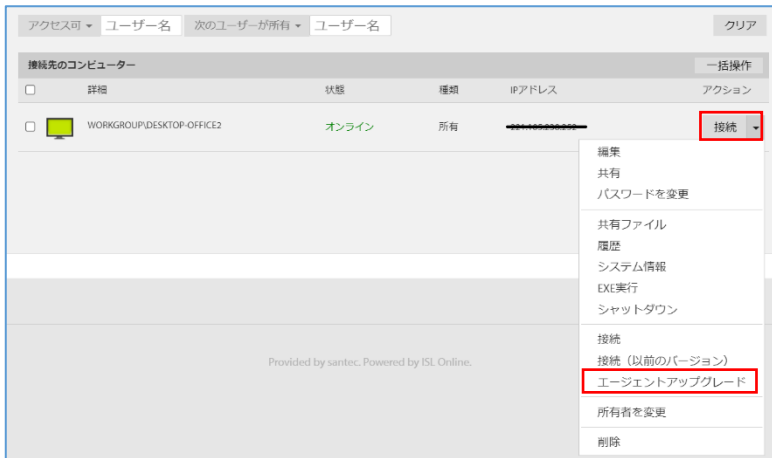 アクセス可 ユーザー名 次のユーザーが所有 ユーザー名 クリア
接続先のコンピューター 一括操作
詳細 状態 種類 IPアドレス アクション
WORKGROUP\DESKTOP-OFFICE2 オンライン 所有 接続
編集
共有
パスワードを変更
共有ファイル
履歴
システム情報
EXE実行
シャットダウン
接続
接続（以前のバージョン）
エージェントアップグレード
所有者を変更
削除
Provided by santec. Powered by ISL Online.